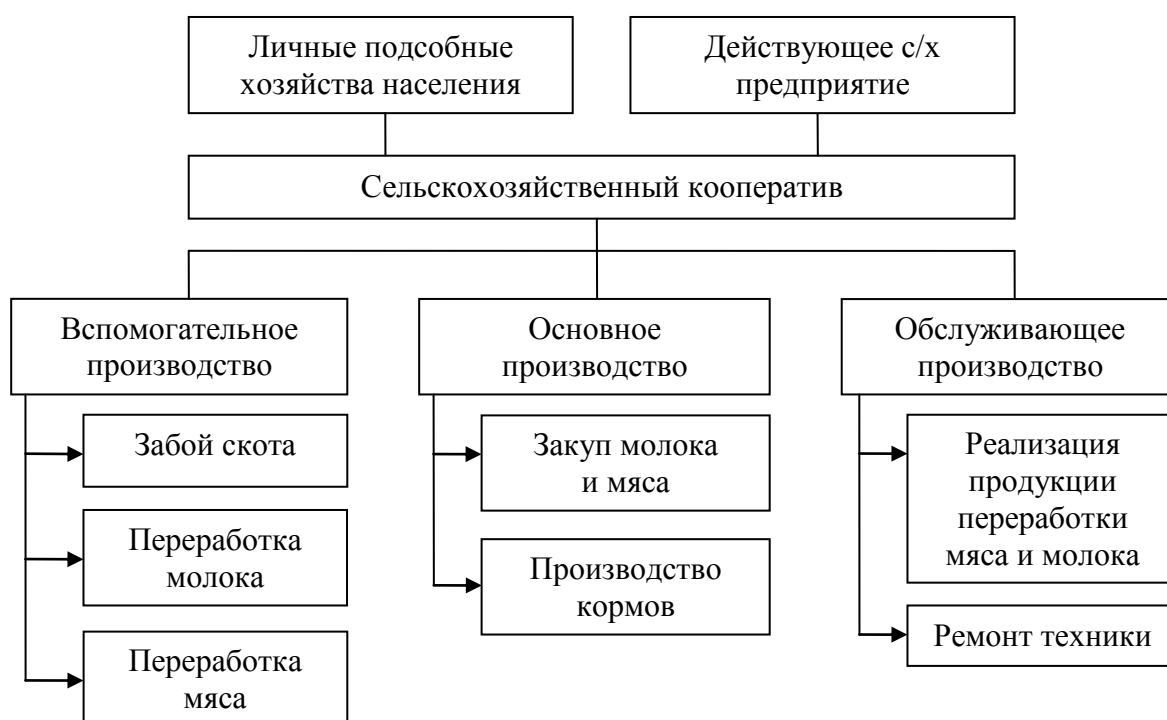 Личные подсобные
хозяйства населения
Действующее с/х
предприятие
Сельскохозяйственный кооператив
Вспомогательное
производство
Забой скота
Переработка
молока
Переработка
мяса
Основное
производство
Закуп молока
и мяса
Производство
кормов
Обслуживающее
производство
Реализация
продукции
переработки
мяса и молока
Ремонт техники